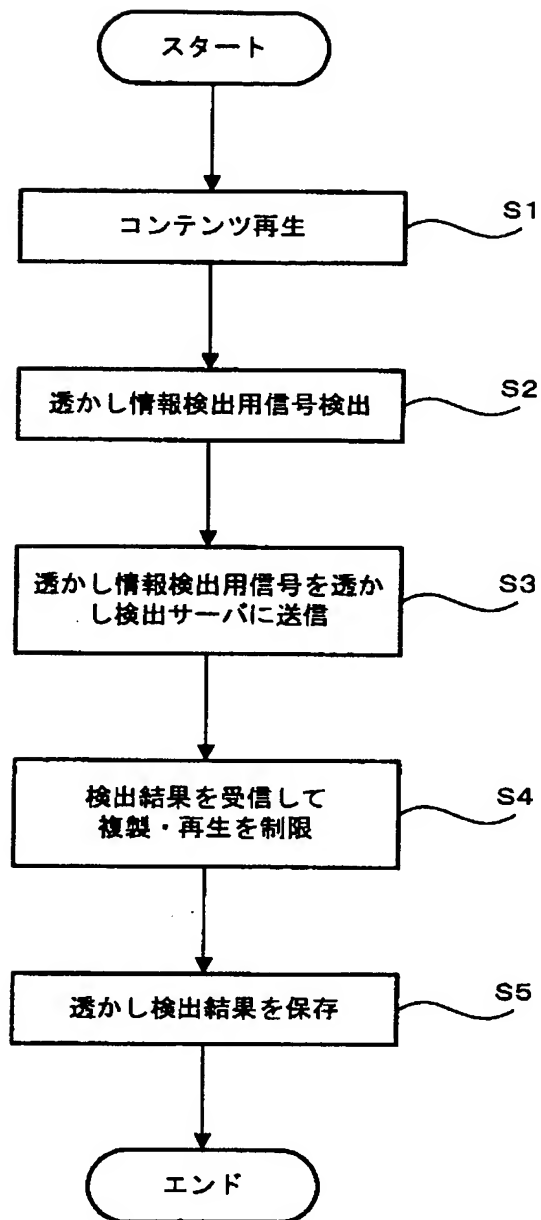 スタート
コンテンツ再生
S1
透かし情報検出用信号検出
S2
透かし情報検出用信号を透か
し検出サーバに送信
S3
検出結果を受信して
複製・再生を制限
S4
透かし検出結果を保存
S5
エンド